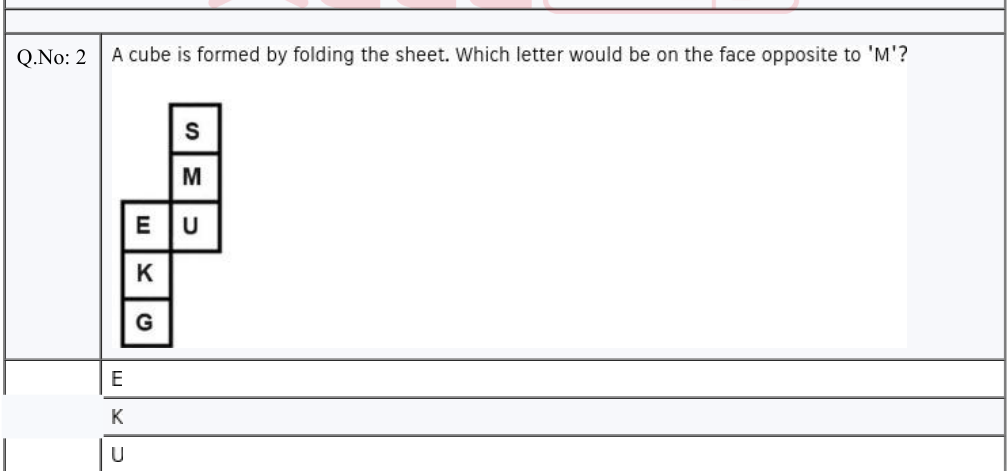 Q.No: 2 A cube is formed by folding the sheet. Which letter would be on the face opposite to 'M'?
S
M
E U
K
G
E
K
U